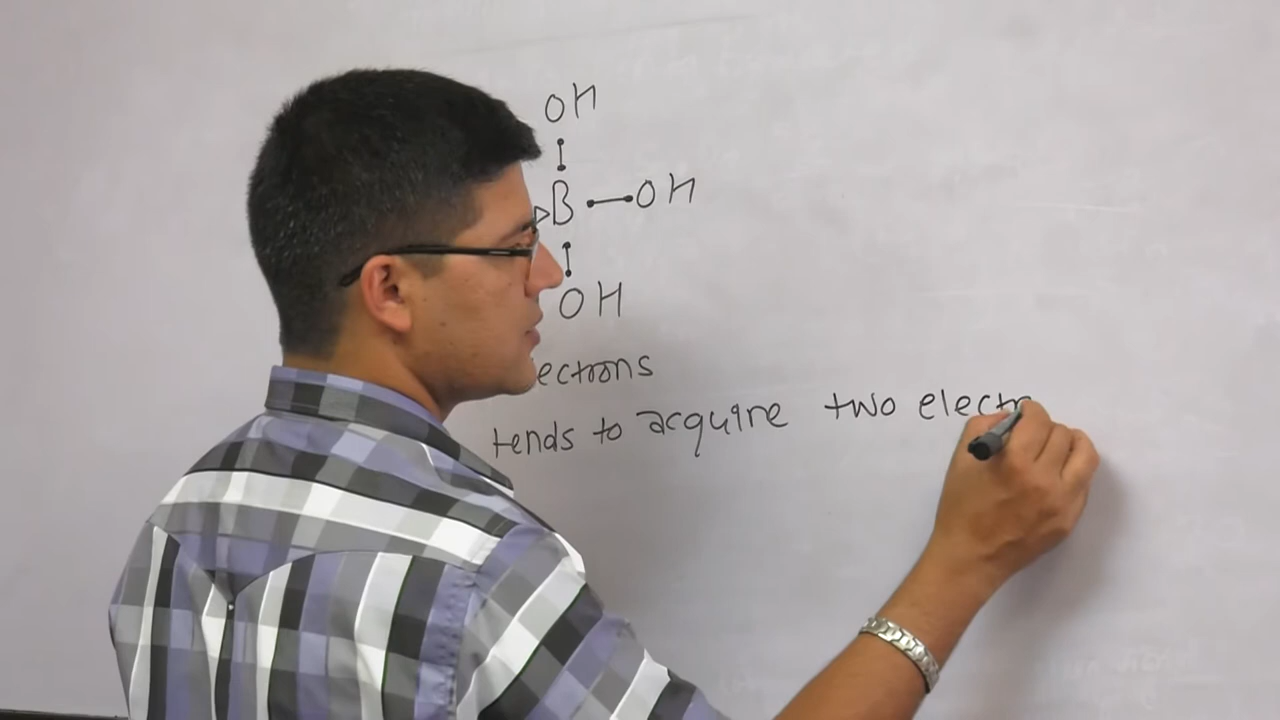 OH
B OH
OH
ectrons
tends to acquire two electr